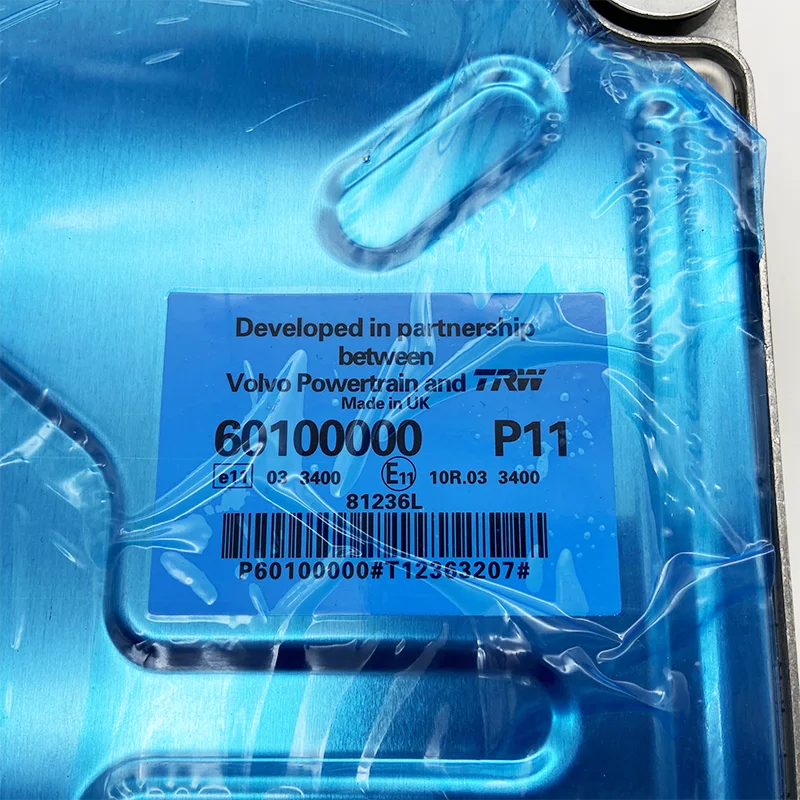 Developed in partnership
between
Volvo Powertrain and TRW
Made in UK
60100000 P11
e11 03 3400 E11 10R.03 3400
81236L
P60100000#T12363207#